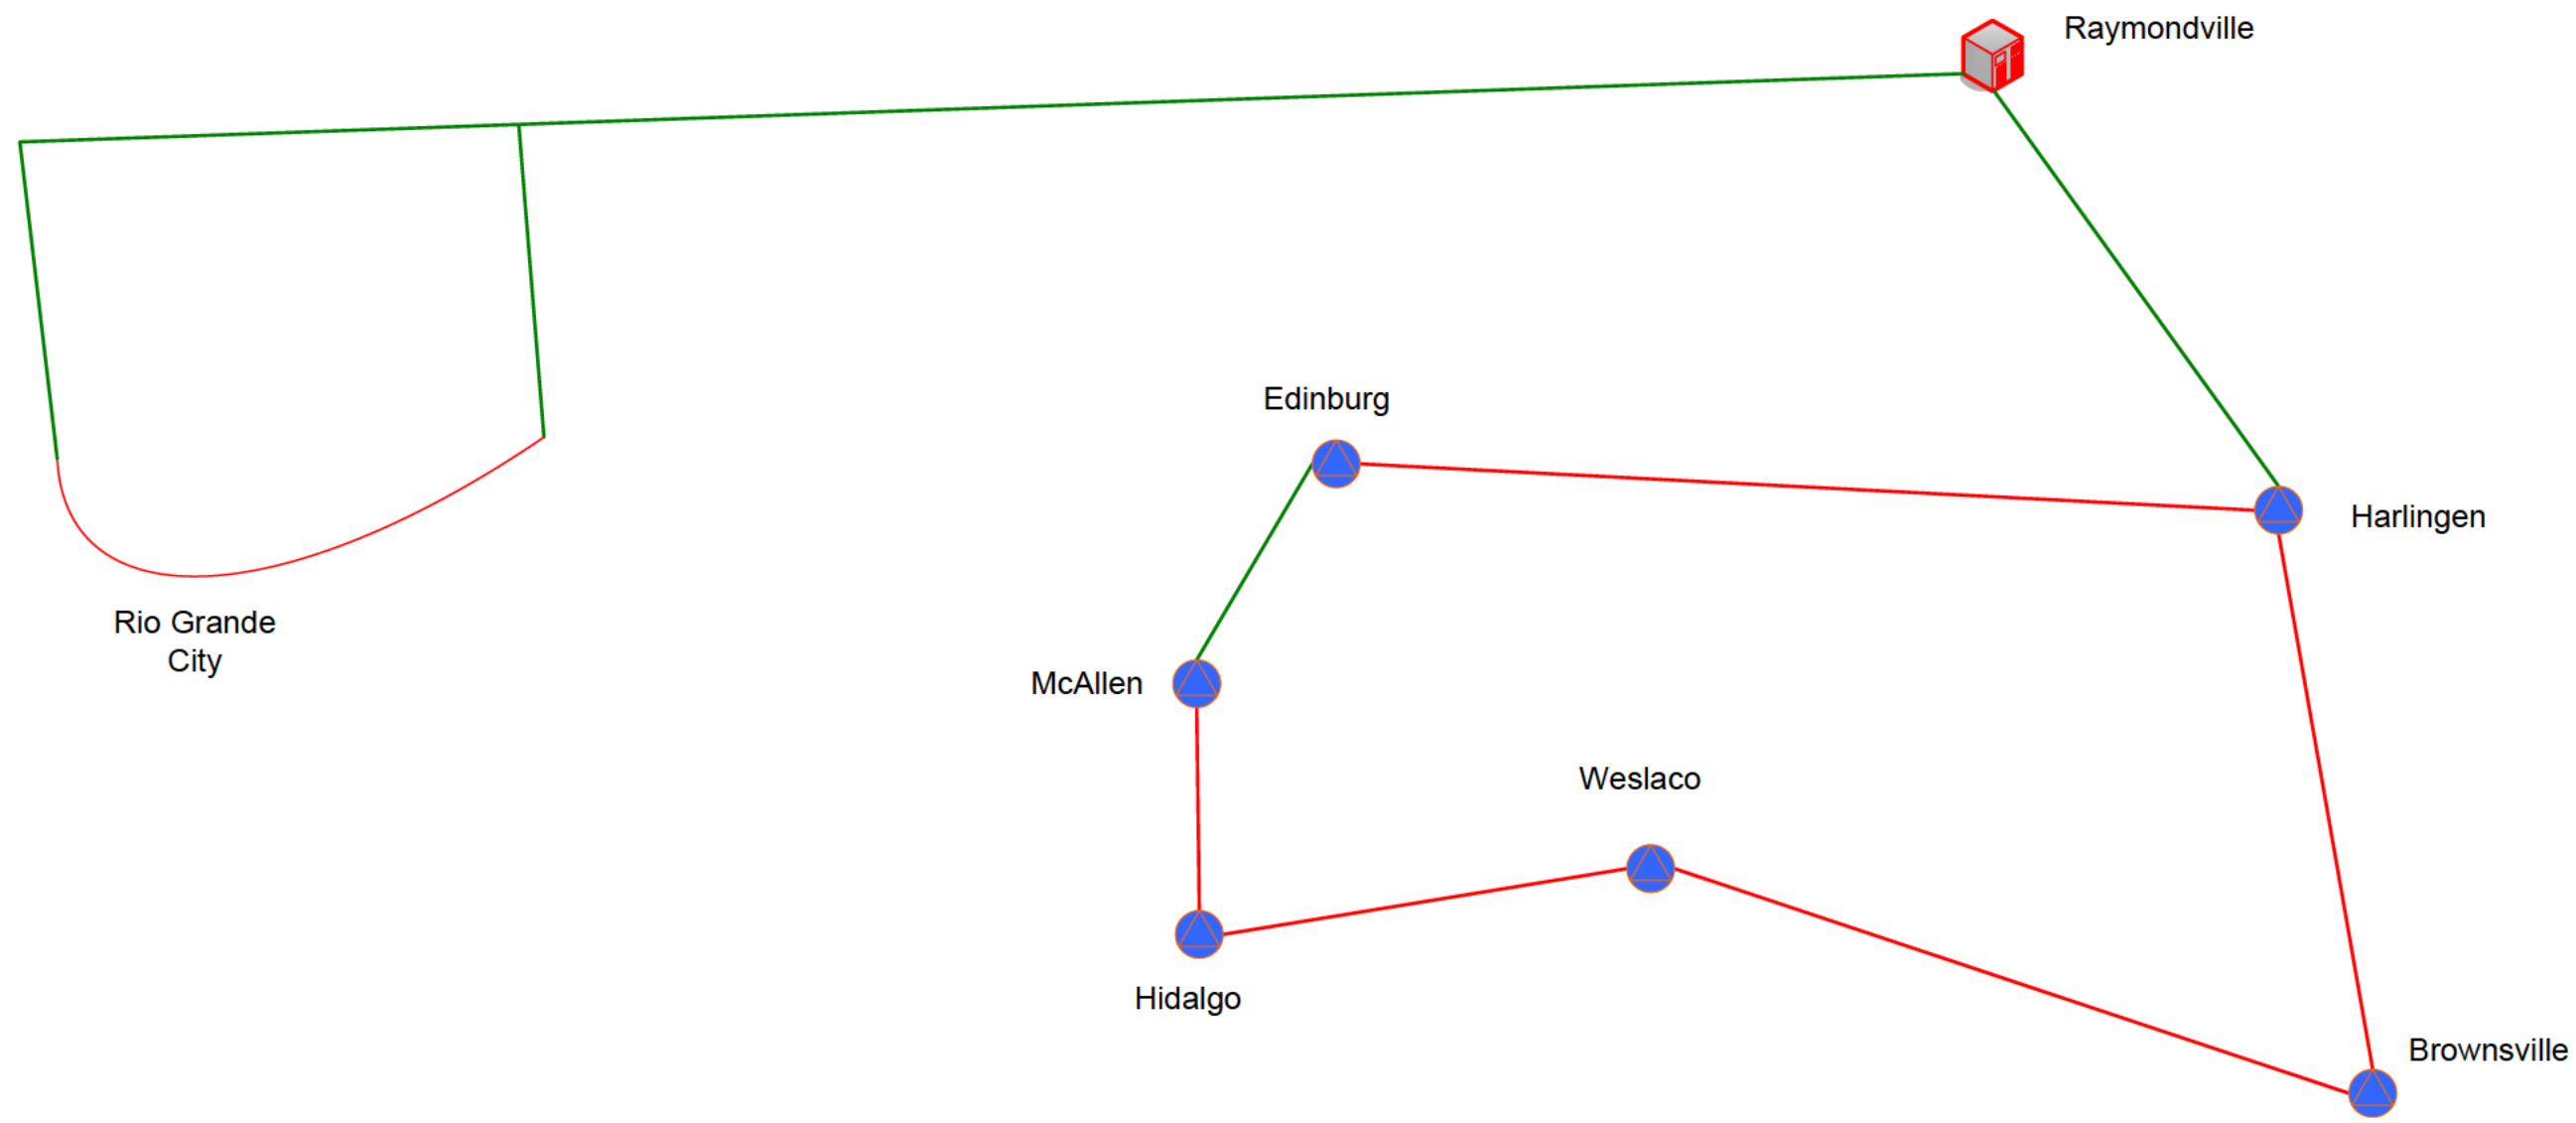 Raymondville
Edinburg
Harlingen
Rio Grande
City
McAllen
Weslaco
Hidalgo
Brownsville